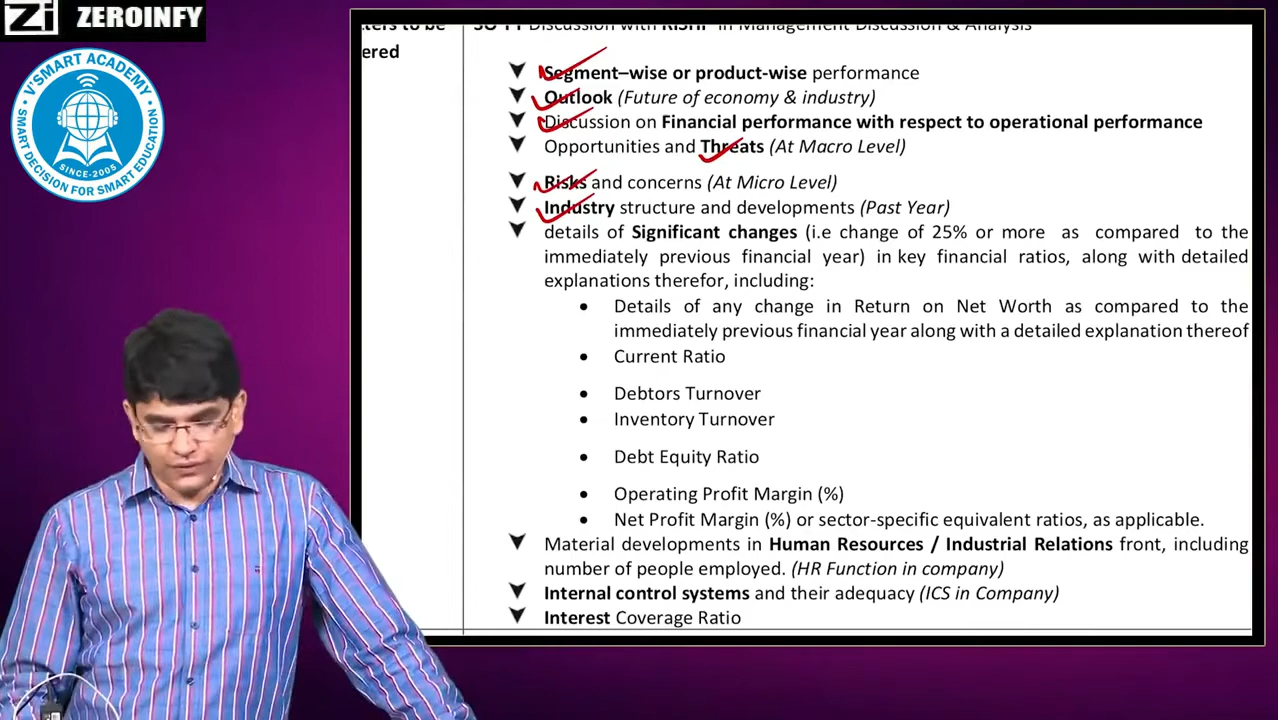 Zi ZEROINFY
V'SMART ACADEMY
SINCE-2005
SMART DECISION FOR SMART EDUCATION
ered
Discussion with in Management Discussion & Analysis
Segment–wise or product-wise performance
Outlook (Future of economy & industry)
Discussion on Financial performance with respect to operational performance
Opportunities and Threats (At Macro Level)
Risks and concerns (At Micro Level)
Industry structure and developments (Past Year)
details of Significant changes (i.e change of 25% or more as compared to the
immediately previous financial year) in key financial ratios, along with detailed
explanations therefor, including:
• Details of any change in Return on Net Worth as compared to the
immediately previous financial year along with a detailed explanation thereof
• Current Ratio
• Debtors Turnover
• Inventory Turnover
• Debt Equity Ratio
• Operating Profit Margin (%)
• Net Profit Margin (%) or sector-specific equivalent ratios, as applicable.
Material developments in Human Resources / Industrial Relations front, including
number of people employed. (HR Function in company)
Internal control systems and their adequacy (ICS in Company)
Interest Coverage Ratio